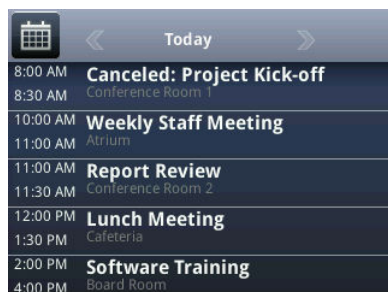 Today
8:00 AM Canceled: Project Kick-off
8:30 AM Conference Room 1
10:00 AM Weekly Staff Meeting
11:00 AM Atrium
11:00 AM Report Review
11:30 AM Conference Room 2
12:00 PM Lunch Meeting
1:30 PM Cafeteria
2:00 PM Software Training
4:00 PM Board Room